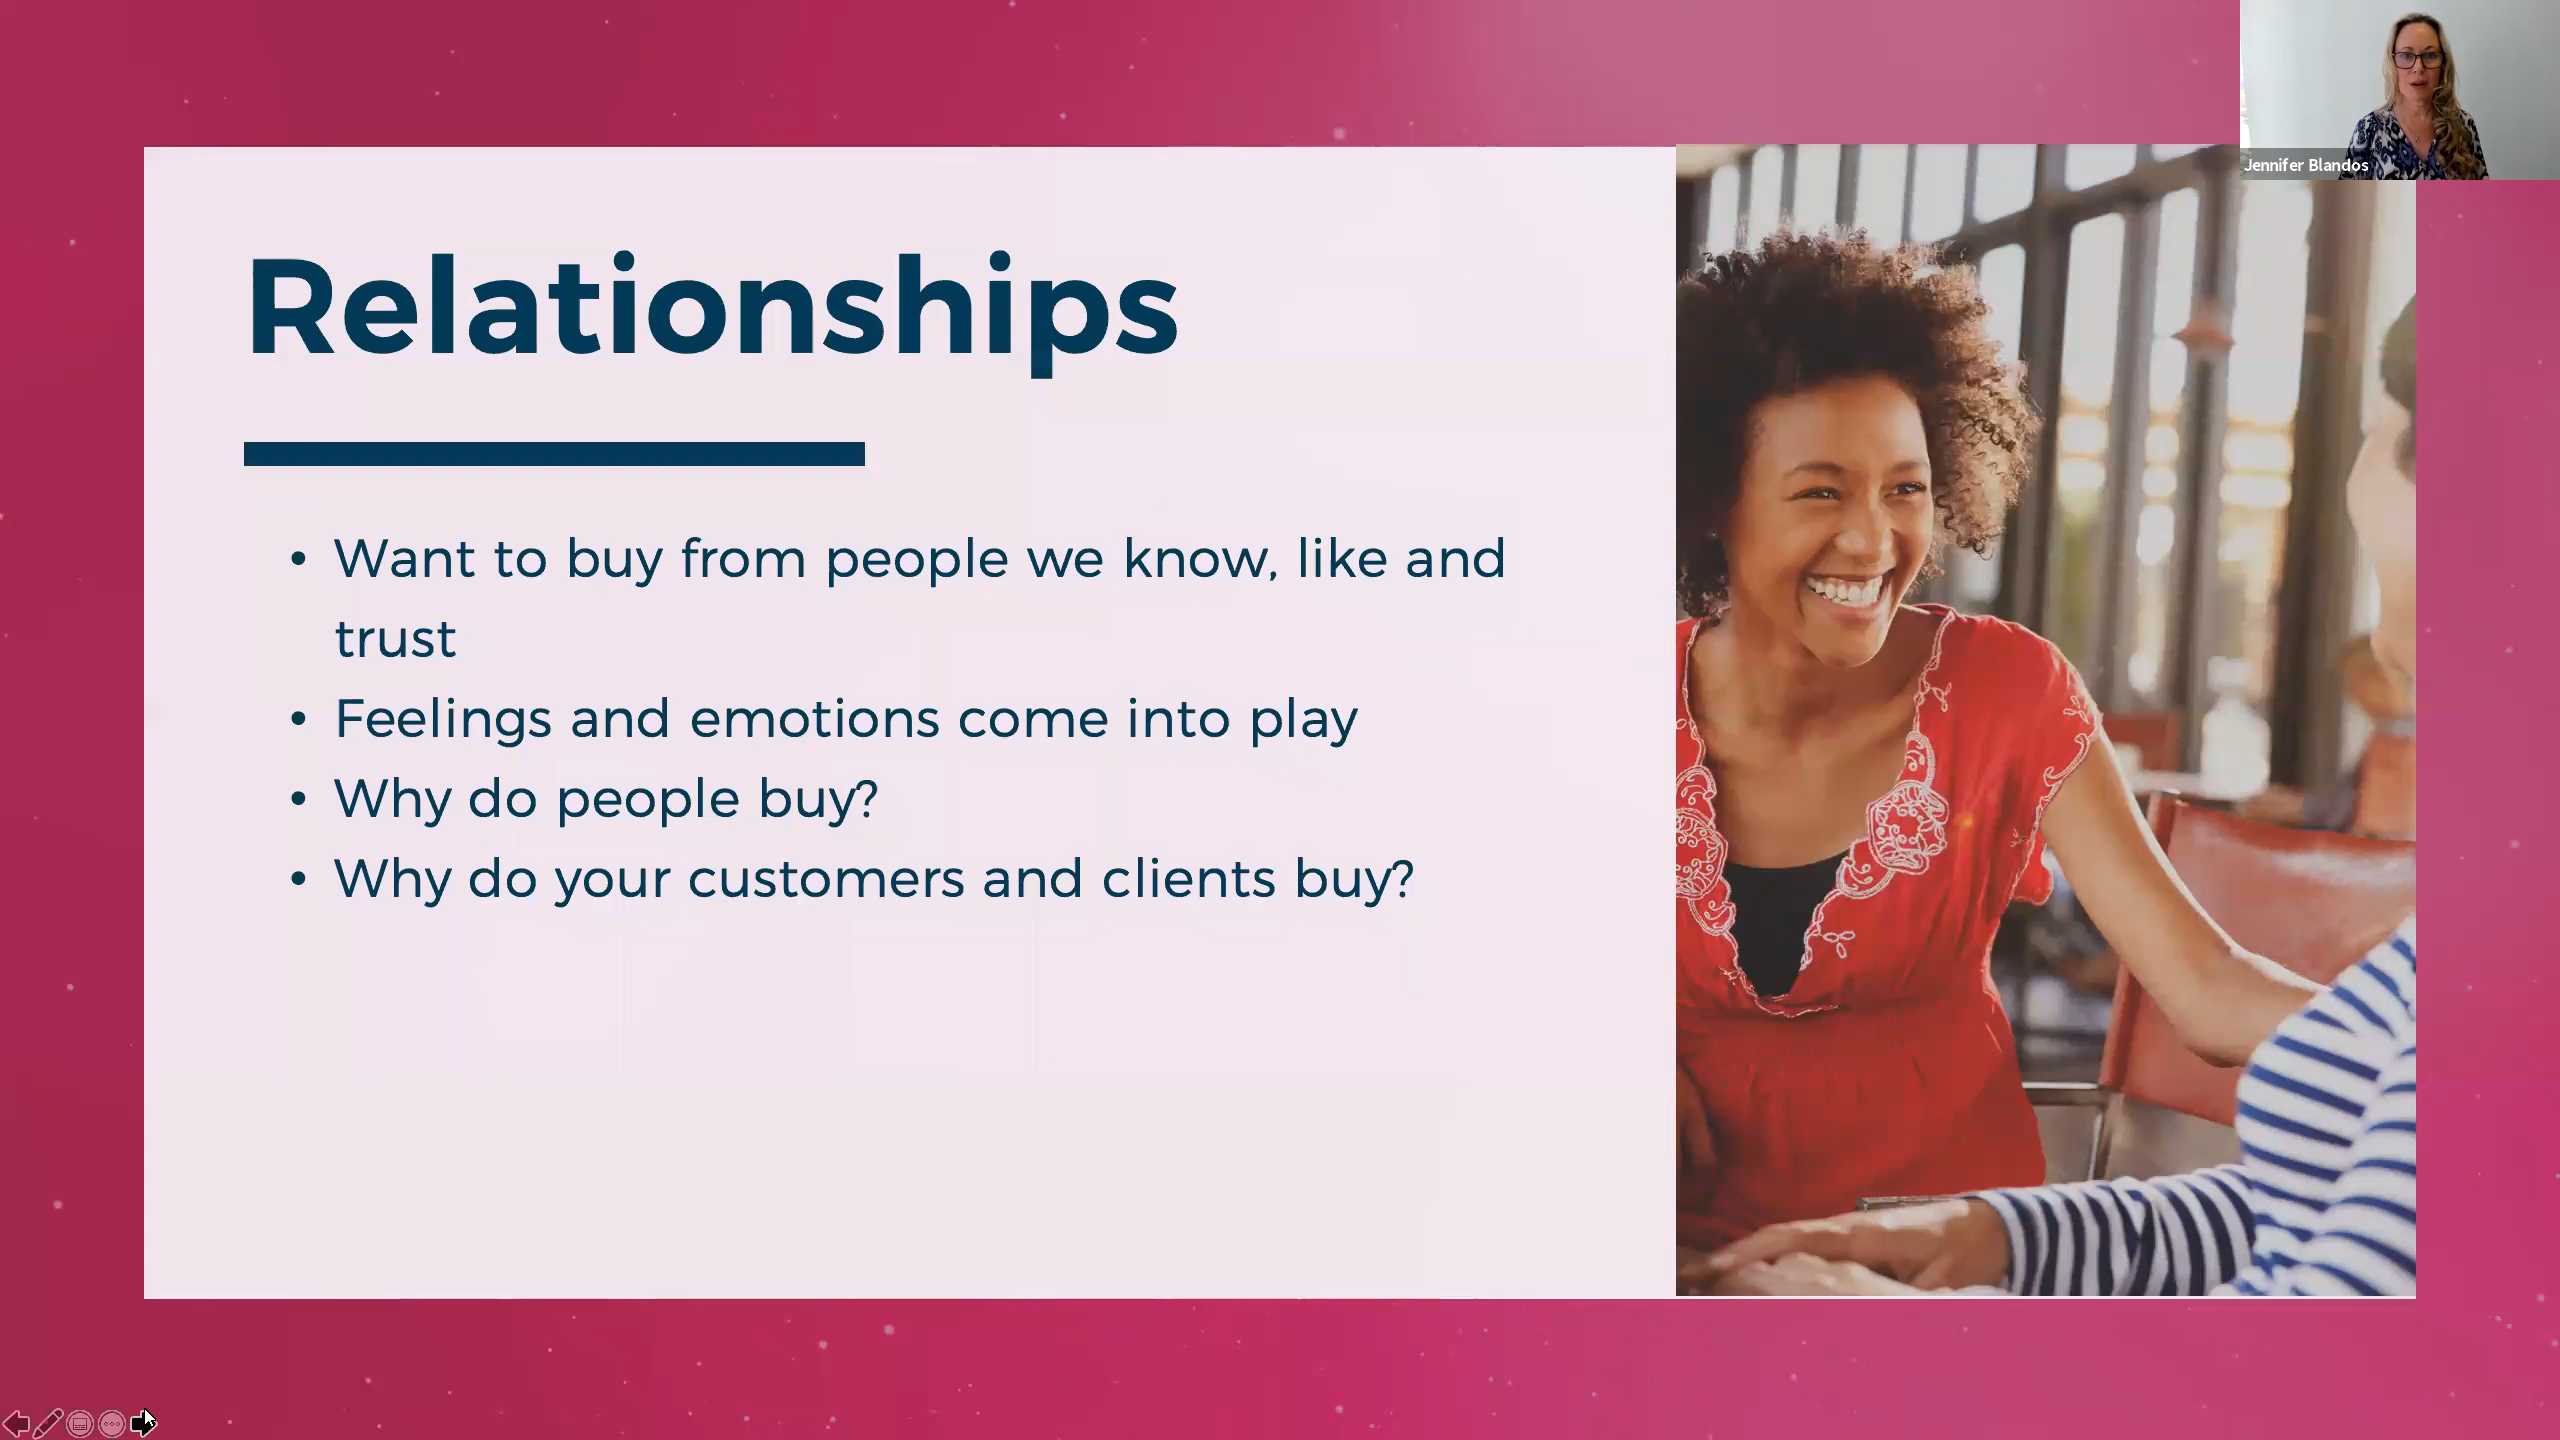 Jennifer Blandos
Relationships
• Want to buy from people we know, like and
trust
• Feelings and emotions come into play
• Why do people buy?
• Why do your customers and clients buy?